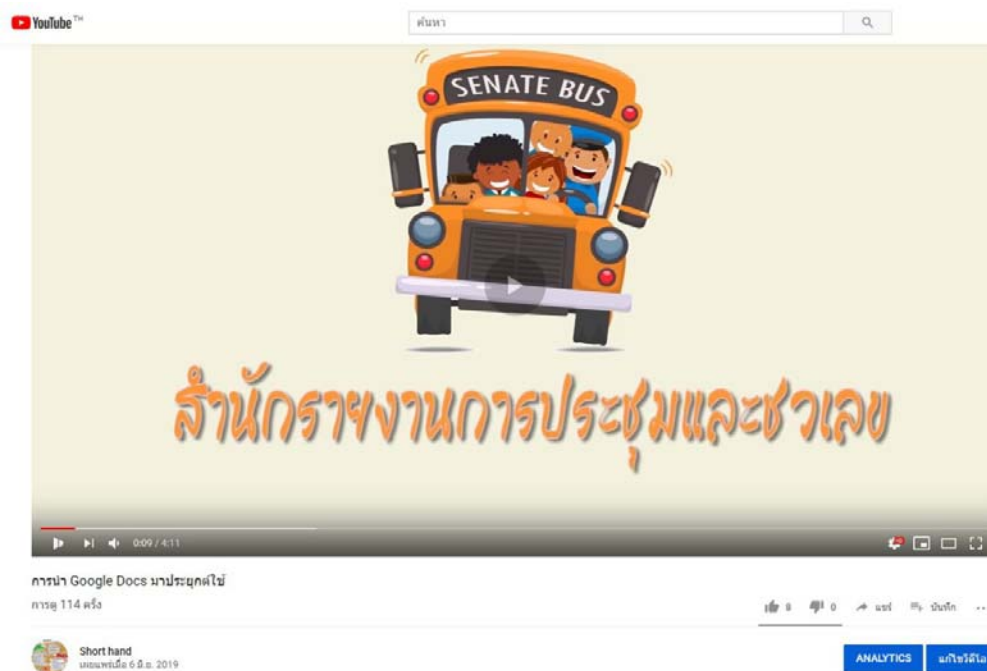 YouTube TH
ค้นหา
SENATE BUS
สำนักรายงานการประชุมและชวเลข
0:09 / 4:11
การนำ Google Docs มาประยุกต์ใช้
การดู 114 ครั้ง
8 0 แชร์ บันทึก ...
Short hand
เผยแพร่เมื่อ 6 มิ.ย. 2019
ANALYTICS แก้ไขวิดีโอ